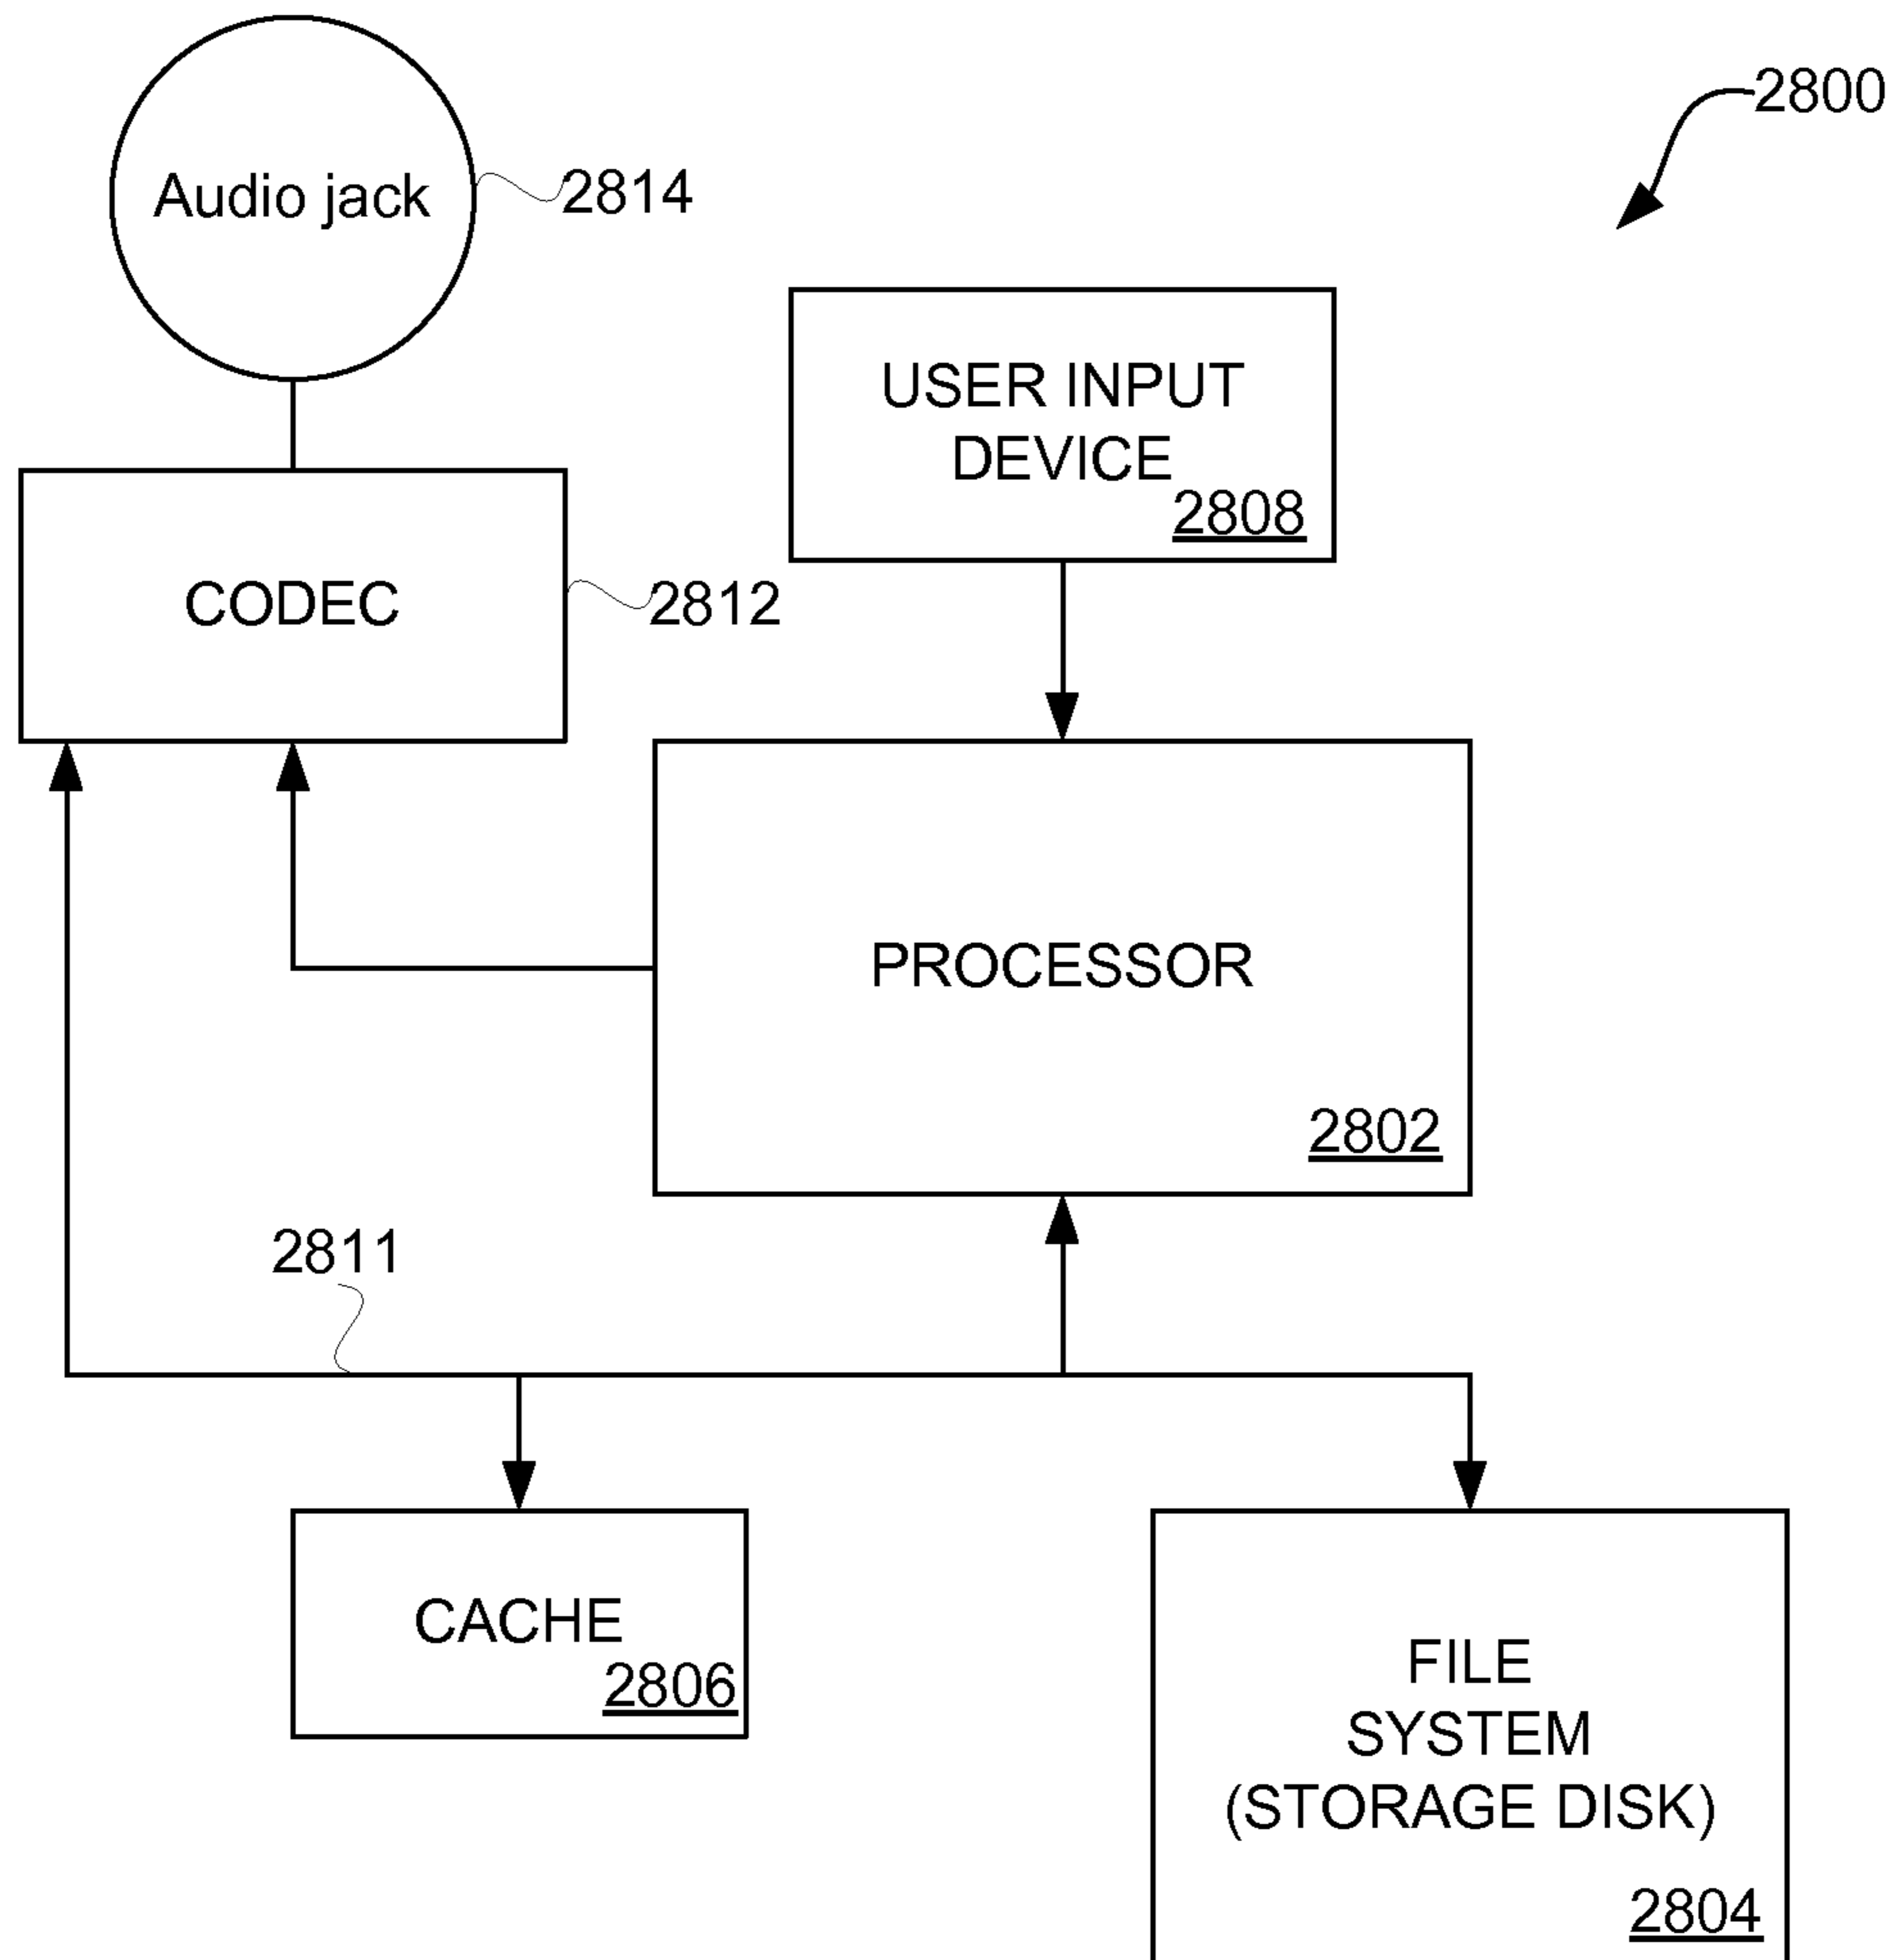 2800
Audio jack
2814
USER INPUT
DEVICE
2808
CODEC
2812
PROCESSOR
2802
2811
CACHE
2806
FILE
SYSTEM
(STORAGE DISK)
2804